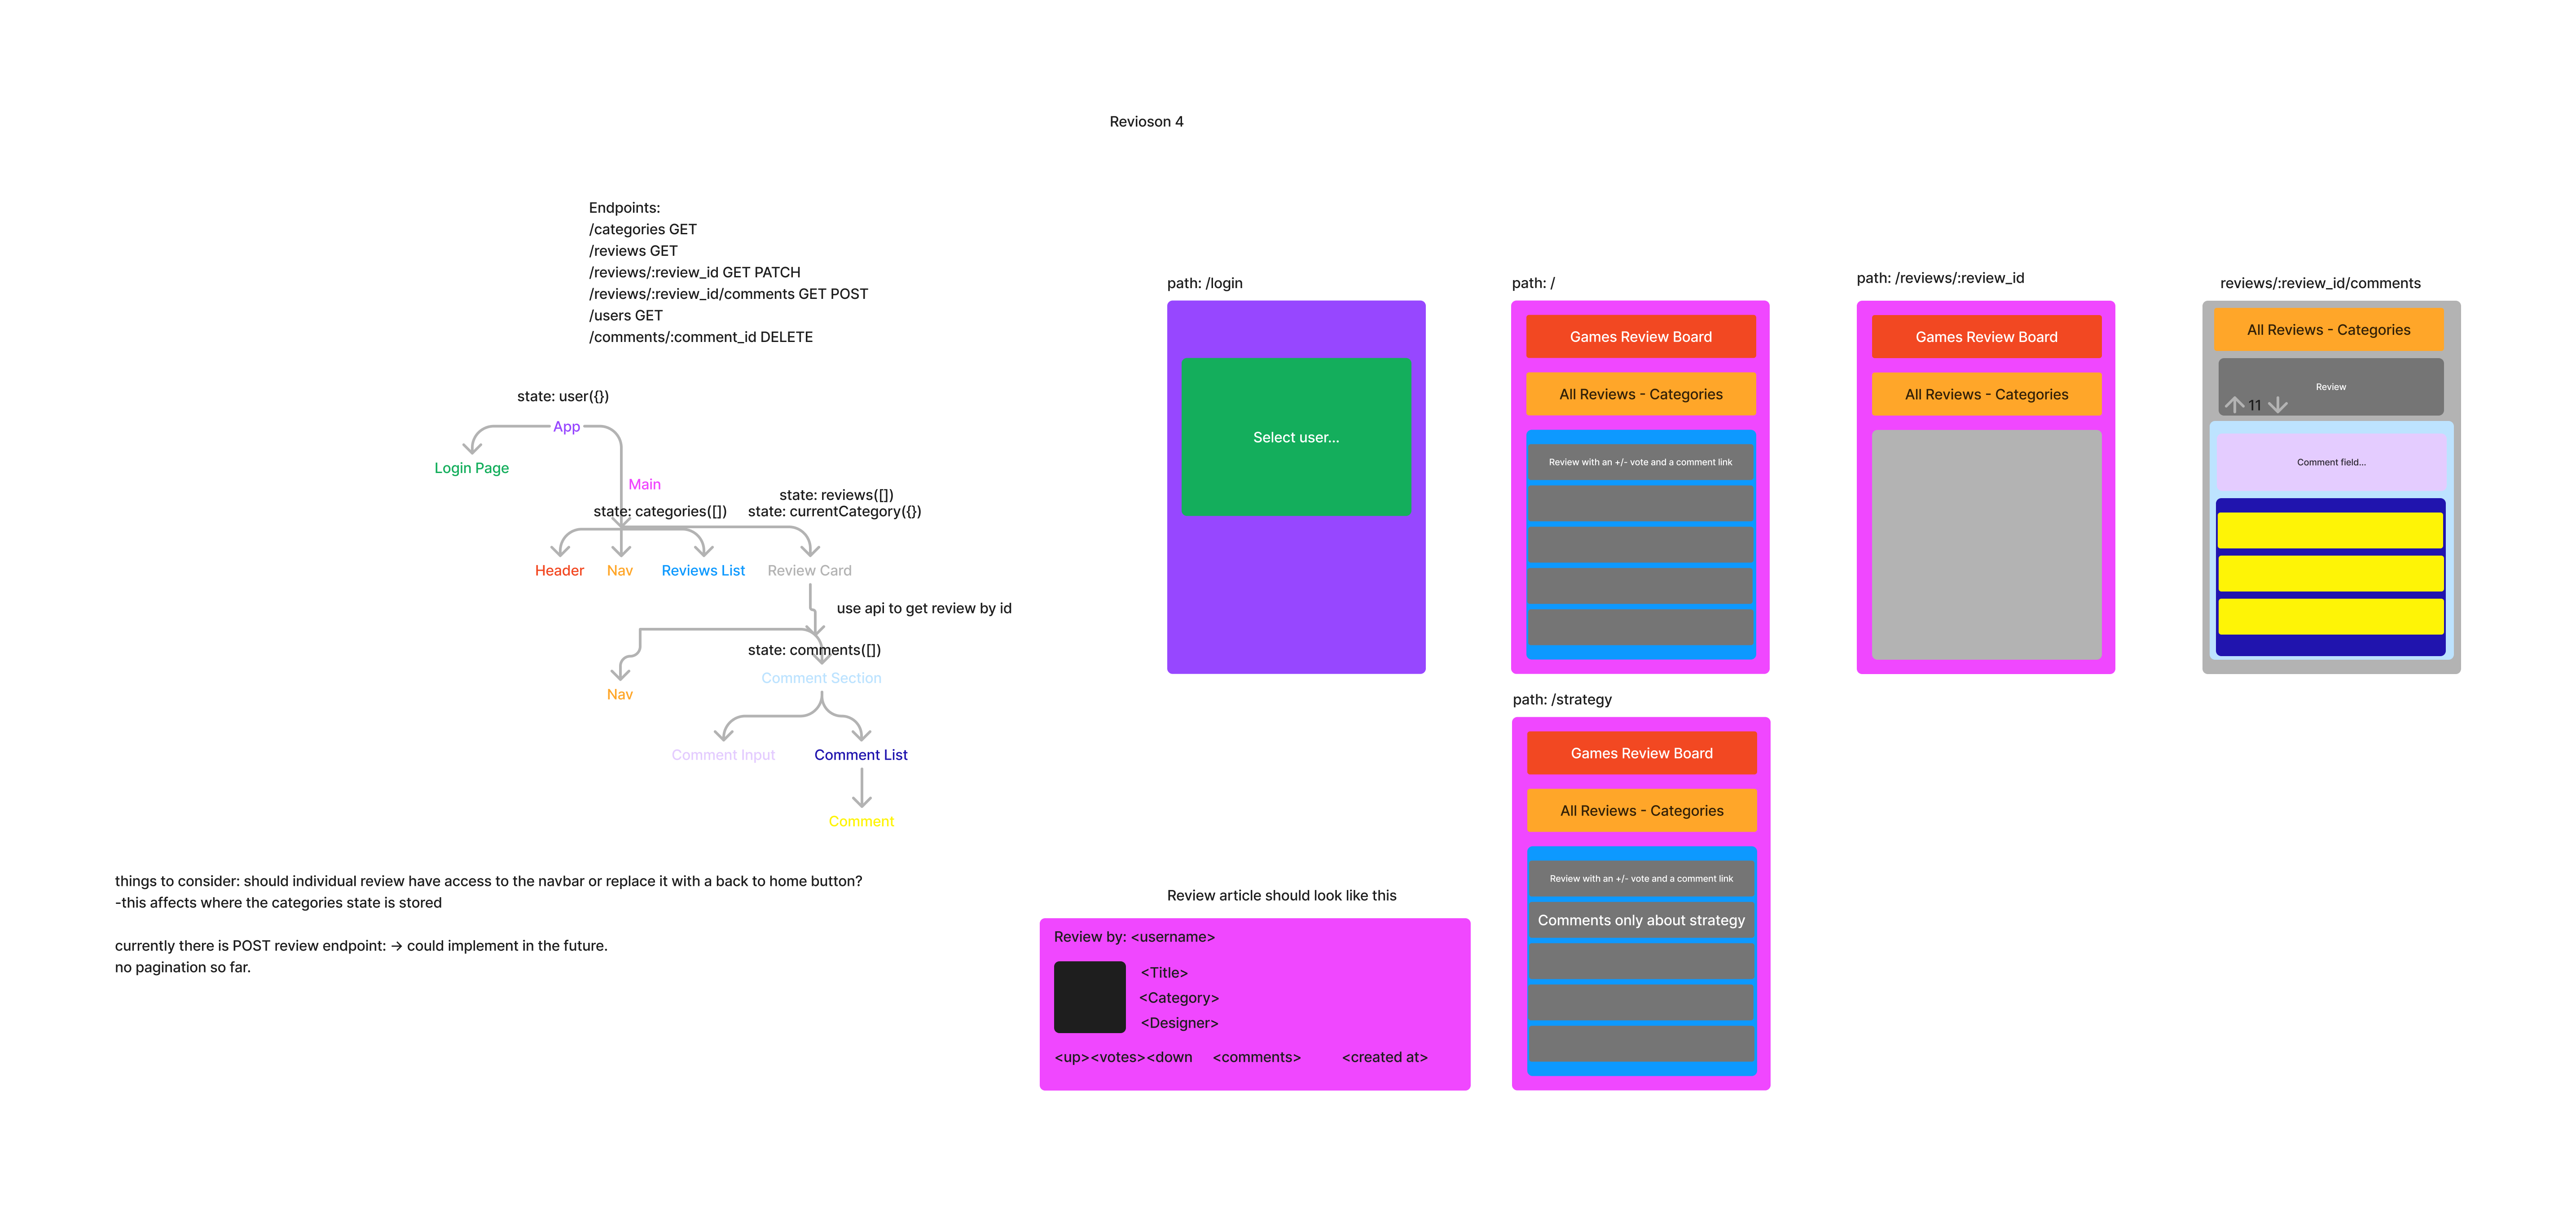 Revioson 4
Endpoints:
/categories GET
/reviews GET
/reviews/:review_id GET PATCH
/reviews/:review_id/comments GET POST
/users GET
/comments/:comment_id DELETE
state: user({})
App
Login Page
Main
state: reviews([])
state: categories([])
state: currentCategory({})
Header
Nav
Reviews List
Review Card
use api to get review by id
state: comments([])
Comment Section
Nav
Comment Input
Comment List
Comment
things to consider: should individual review have access to the navbar or replace it with a back to home button?
-this affects where the categories state is stored
currently there is POST review endpoint: → could implement in the future.
no pagination so far.
path: /login
Select user...
path: /
Games Review Board
All Reviews - Categories
Review with an +/- vote and a comment link
path: /reviews/:review_id
Games Review Board
All Reviews - Categories
reviews/:review_id/comments
All Reviews - Categories
Review
11
Comment field...
path: /strategy
Games Review Board
All Reviews - Categories
Review with an +/- vote and a comment link
Comments only about strategy
Review article should look like this
Review by: <username>
<Title>
<Category>
<Designer>
<up><votes><down
<comments>
<created at>